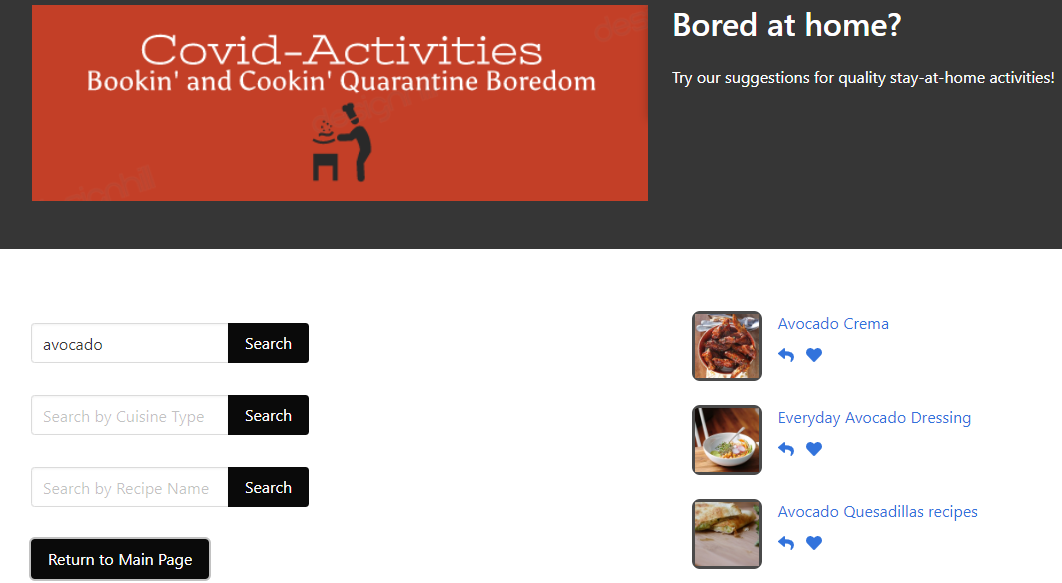 Covid-Activities
Bookin' and Cookin' Quarantine Boredom
Bored at home?
Try our suggestions for quality stay-at-home activities!
avocado
Search
Search by Cuisine Type
Search
Search by Recipe Name
Search
Return to Main Page
Avocado Crema
Everyday Avocado Dressing
Avocado Quesadillas recipes